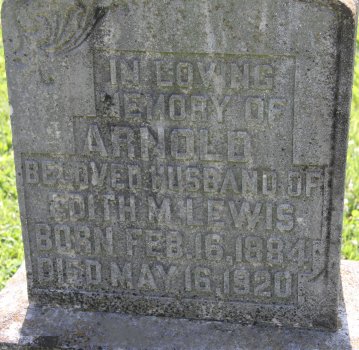 IN LOVING
MEMORY OF
ARNOLD
BELOVED HUSBAND OF
EDITH M. LEWIS
BORN FEB. 16, 1884
DIED MAY 16, 1920